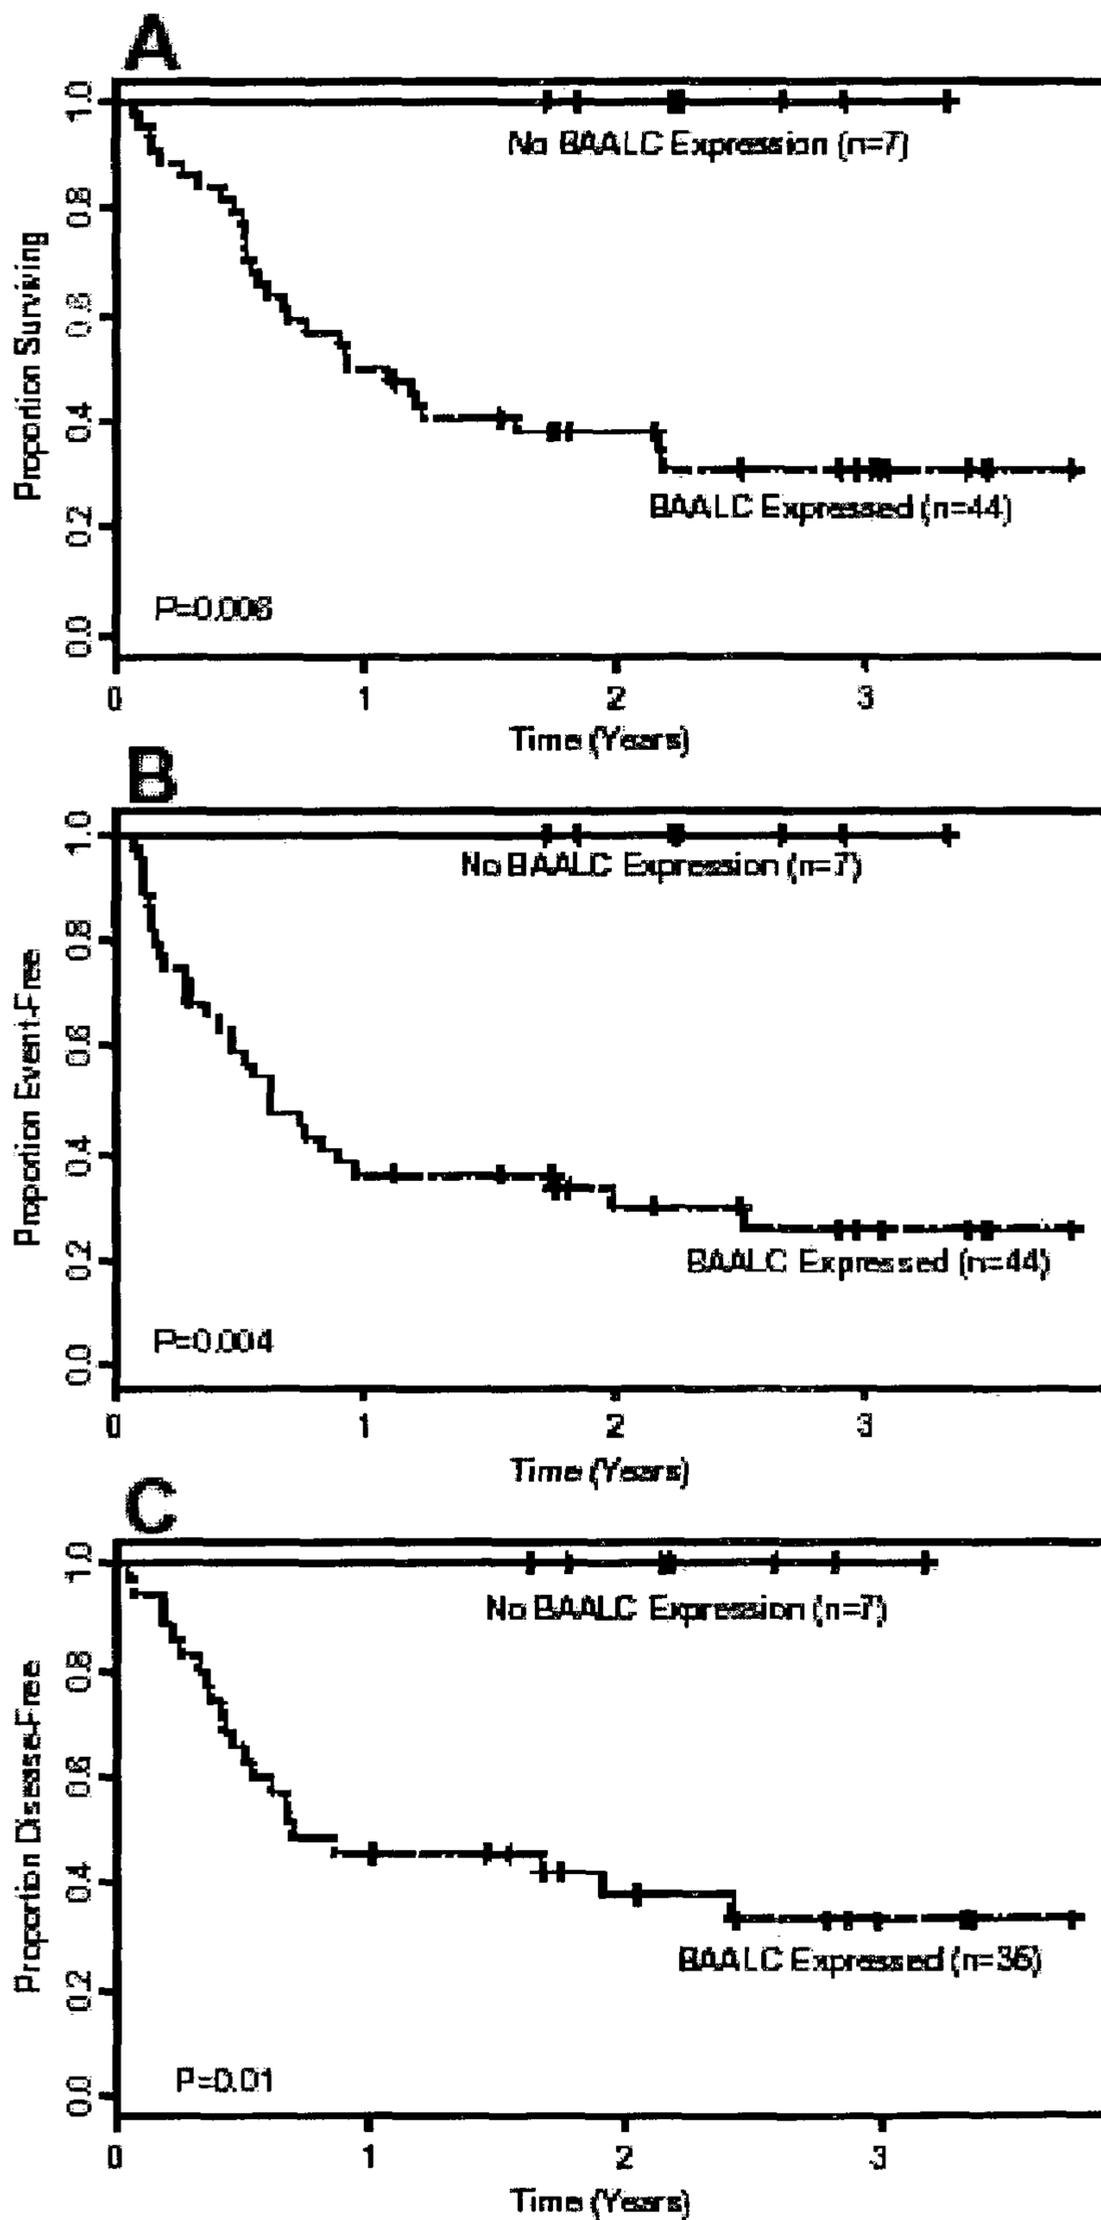 A
1.0
0.8
0.6
0.4
0.2
0.0
Proportion Surviving
No BAALC Expression (n=7)
BAALC Expressed (n=44)
P=0.006
0 1 2 3
Time (Years)
B
1.0
0.8
0.6
0.4
0.2
0.0
Proportion Event-Free
No BAALC Expression (n=7)
BAALC Expressed (n=44)
P=0.004
0 1 2 3
Time (Years)
C
1.0
0.8
0.6
0.4
0.2
0.0
Proportion Disease-Free
No BAALC Expression (n=7)
BAALC Expressed (n=36)
P=0.01
0 1 2 3
Time (Years)